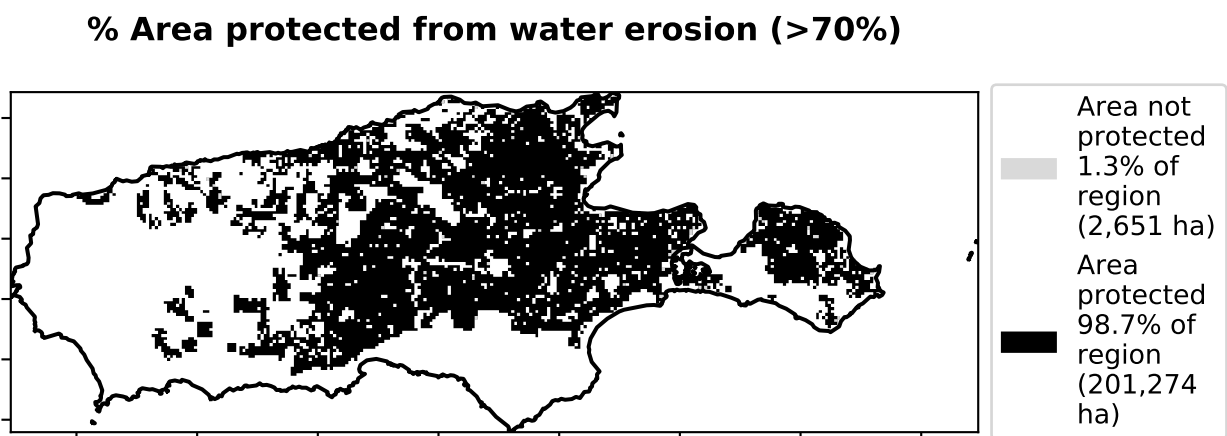 % Area protected from water erosion (>70%)
Area not
protected
1.3% of
region
(2,651 ha)
Area
protected
98.7% of
region
(201,274
ha)